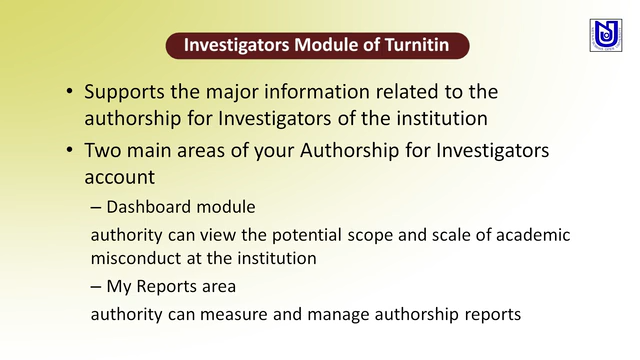 Investigators Module of Turnitin
• Supports the major information related to the
authorship for Investigators of the institution
• Two main areas of your Authorship for Investigators
account
– Dashboard module
authority can view the potential scope and scale of academic
misconduct at the institution
– My Reports area
authority can measure and manage authorship reports